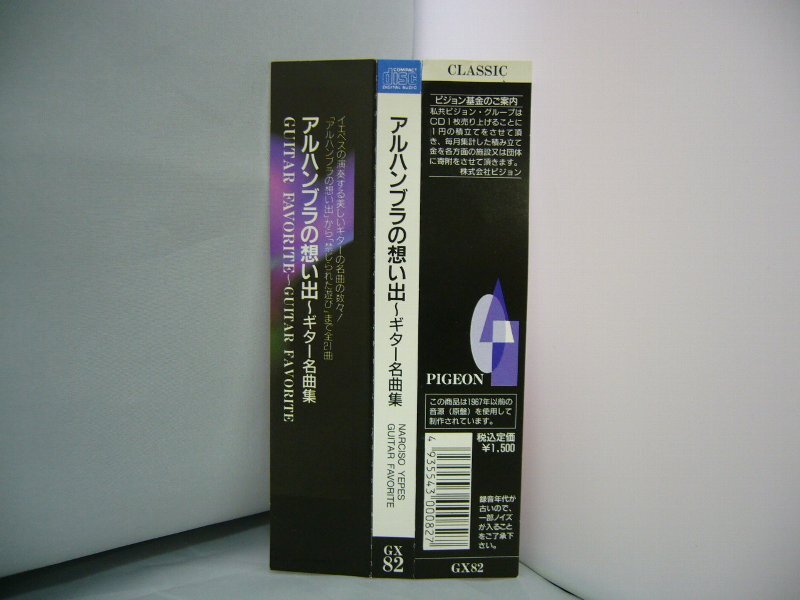 イエペスの演奏する美しいギターの名曲の数々!
「アルハンブラの想い出」から「禁じられた遊び」まで全21曲
アルハンブラの想い出〜ギター名曲集
GUITAR FAVORITE〜GUITAR FAVORITE
COMPACT
disc
DIGITAL AUDIO
アルハンブラの想い出〜ギター名曲集
NARCISO YEPES
GUITAR FAVORITE
GX
82
CLASSIC
ピジョン基金のご案内
私共ピジョン・グループは
CD1枚売り上げるごとに
1円の積立てをさせて頂
き、毎月集計した積み立て
金を各方面の施設又は団体
に寄附をさせて頂きます。
株式会社ピジョン
PIGEON
この商品は1967年以前の
音源(原盤)を使用して
制作されています。
税込定価
¥1,500
4935543000827
録音年代が
古いので、
一部ノイズ
が入ること
をご了承下
さい。
GX82